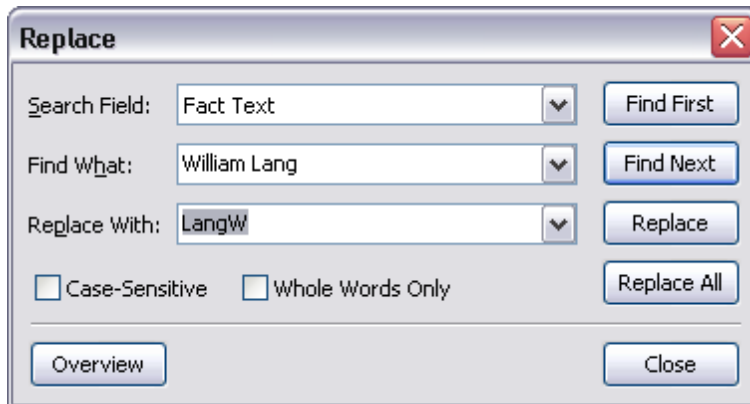 Replace
Search Field: Fact Text Find First
Find What: William Lang Find Next
Replace With: LangW Replace
Case-Sensitive Whole Words Only Replace All
Overview Close